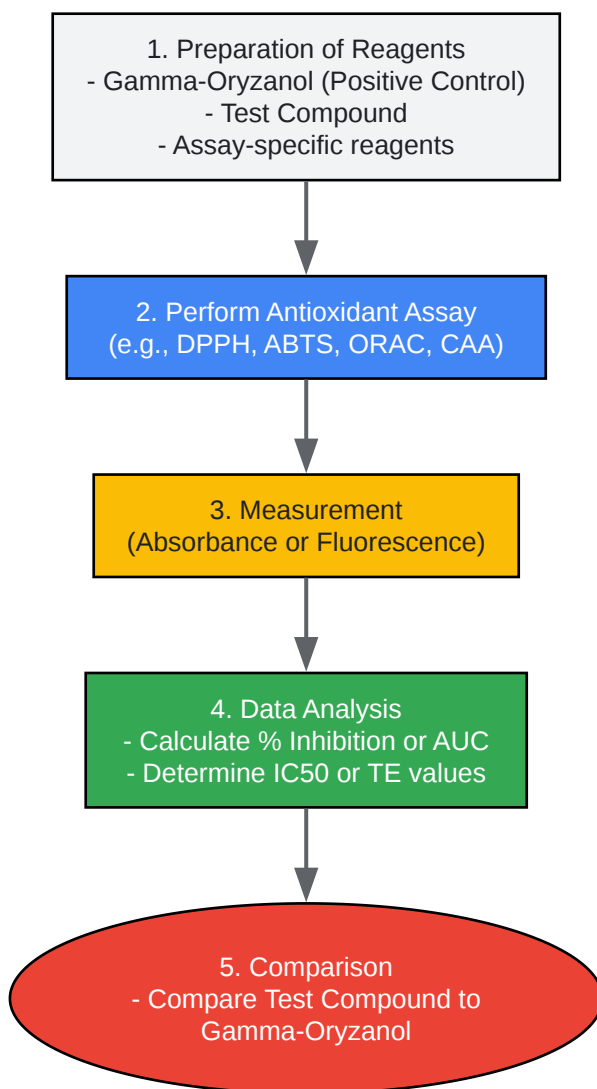 1. Preparation of Reagents
- Gamma-Oryzanol (Positive Control)
- Test Compound
- Assay-specific reagents
2. Perform Antioxidant Assay
(e.g., DPPH, ABTS, ORAC, CAA)
3. Measurement
(Absorbance or Fluorescence)
4. Data Analysis
- Calculate % Inhibition or AUC
- Determine IC50 or TE values
5. Comparison
- Compare Test Compound to
Gamma-Oryzanol